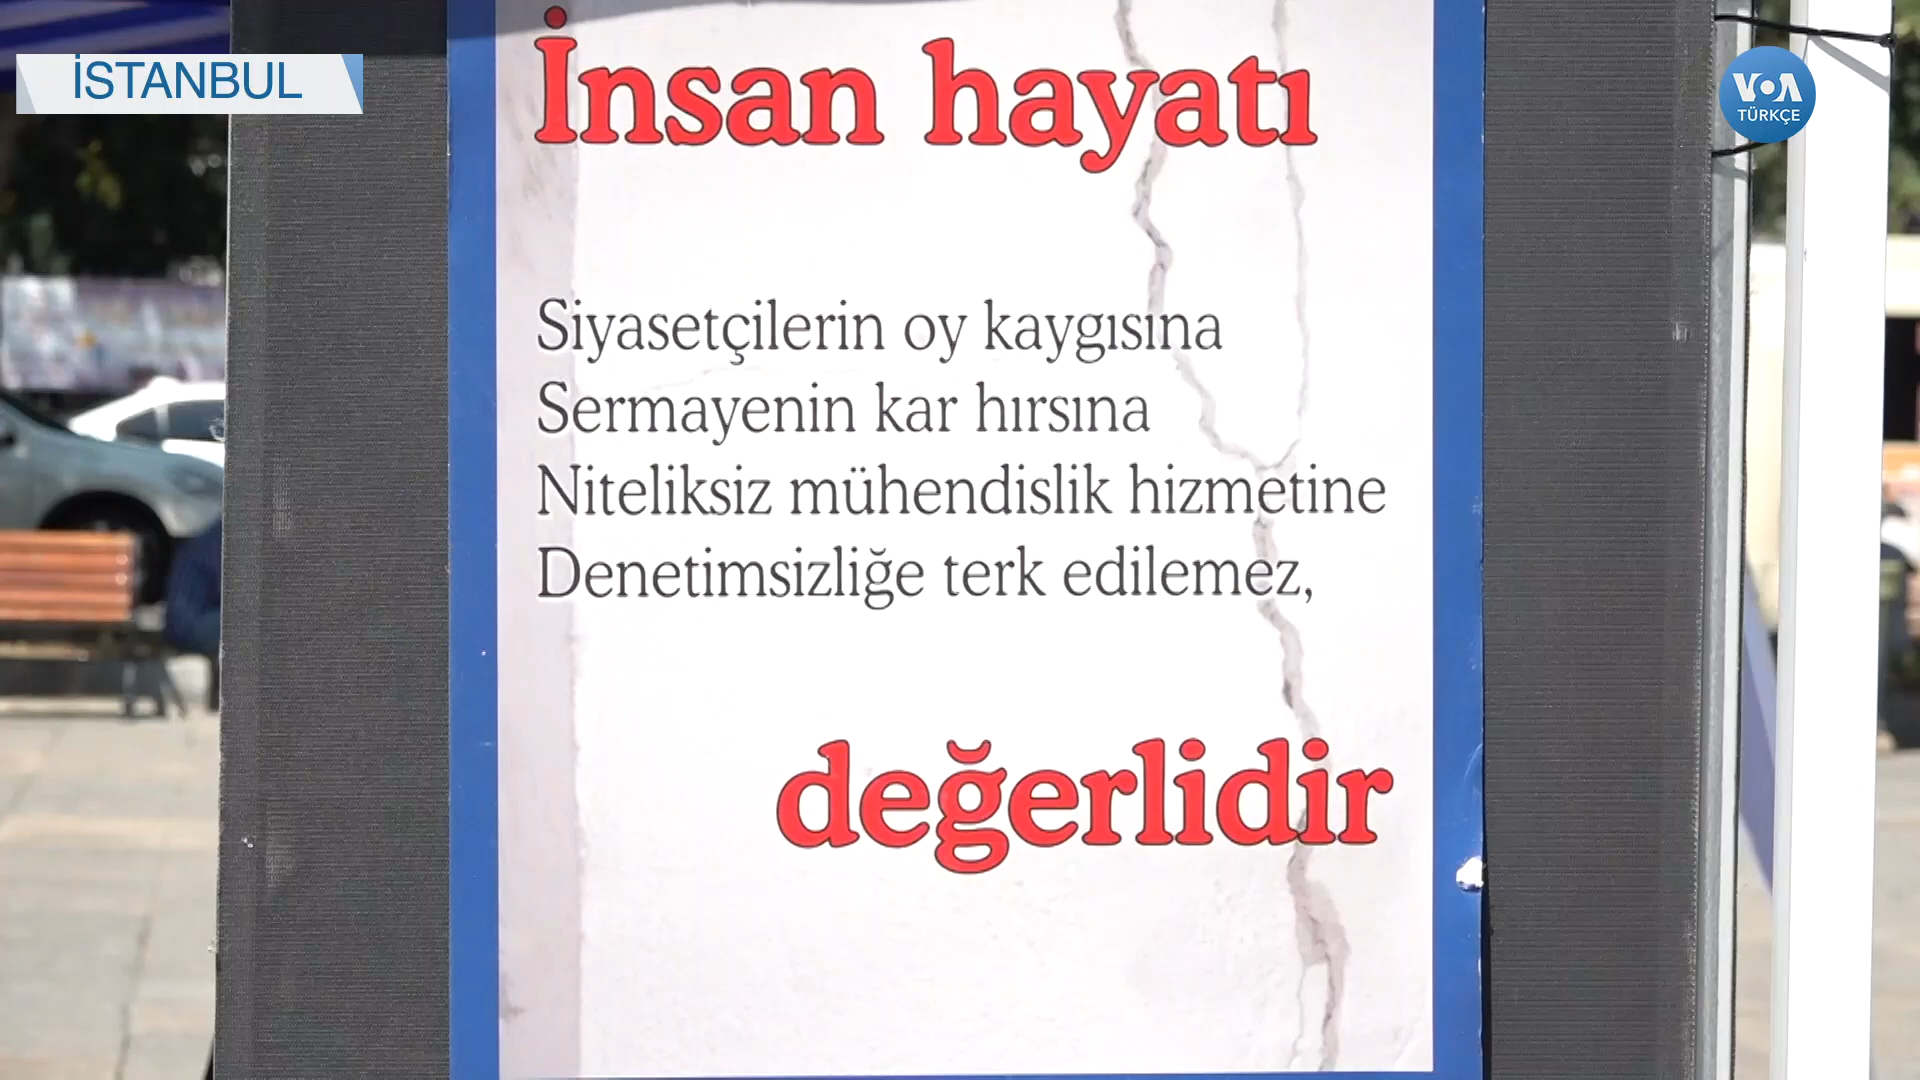 İSTANBUL
VOA
TÜRKÇE
İnsan hayatı
Siyasetçilerin oy kaygısına
Sermayenin kar hırsına
Niteliksiz mühendislik hizmetine
Denetimsizliğe terk edilemez,
değerlidir